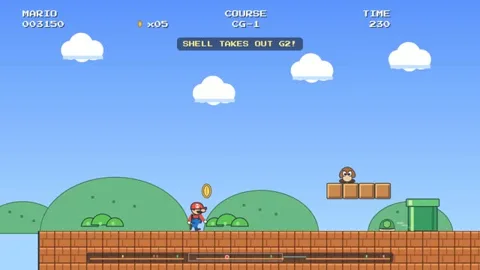 MARIO
003150
x05
COURSE
CG-1
TIME
230
SHELL TAKES OUT G2!